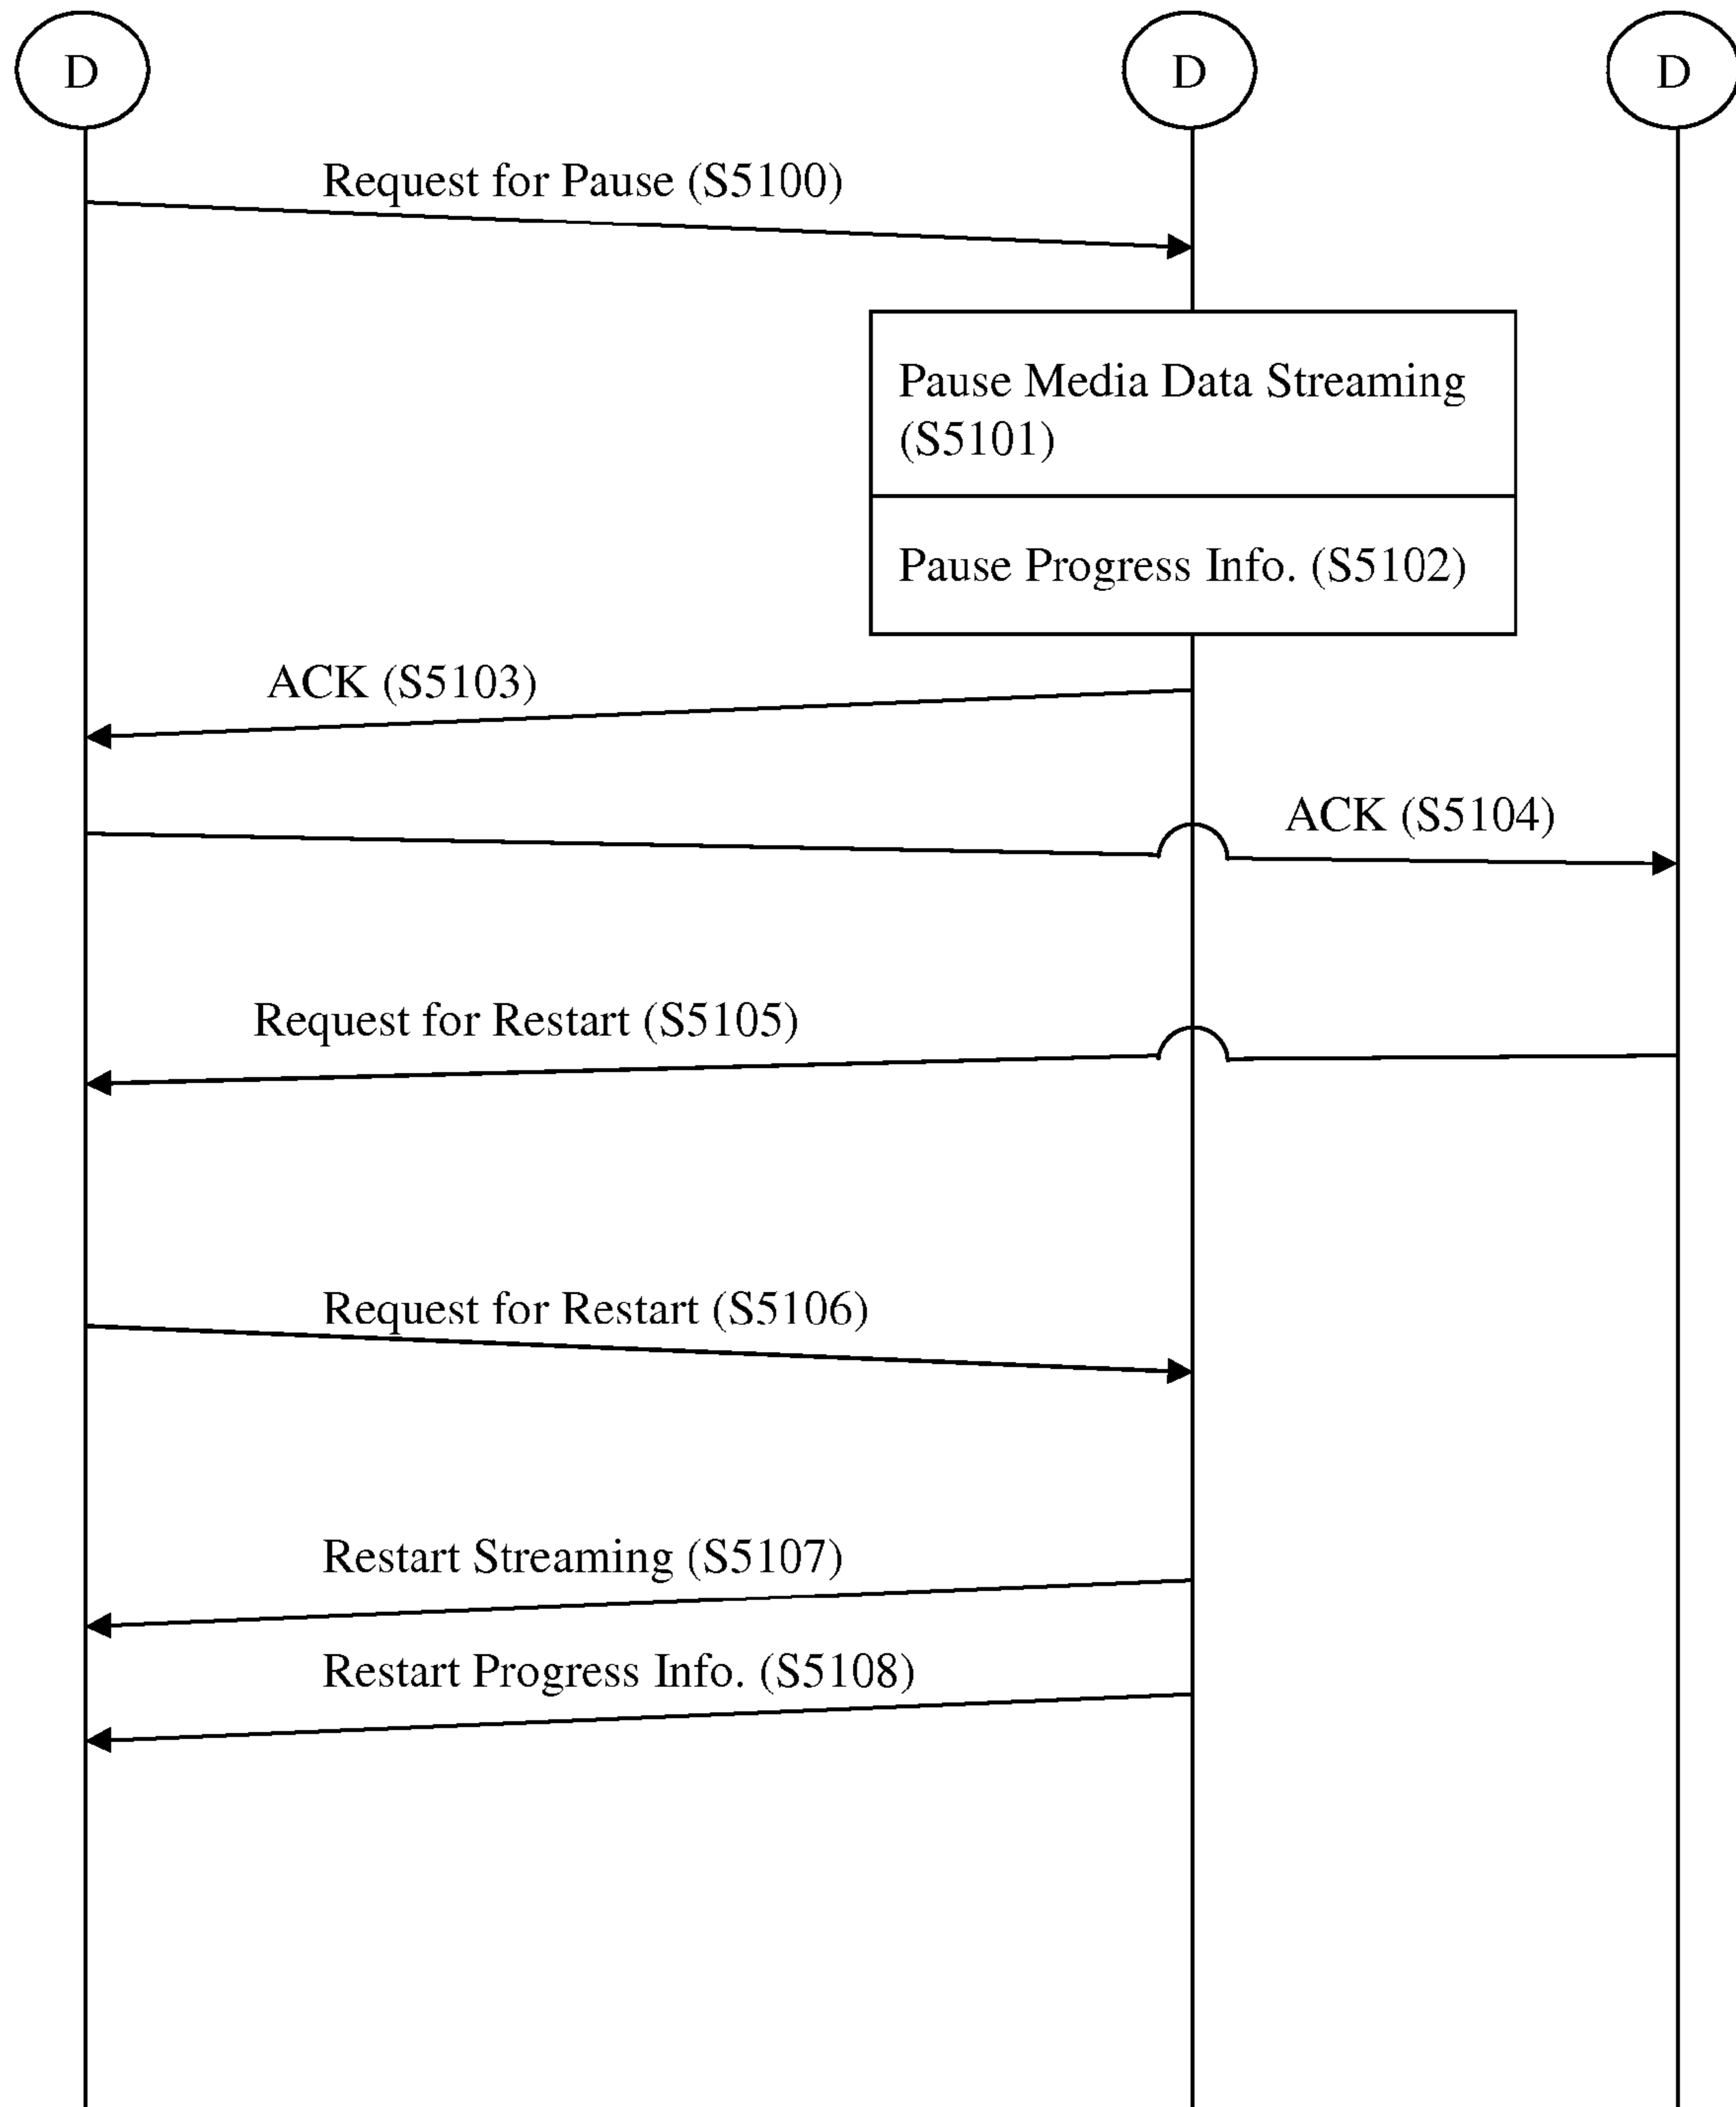 D
D
D
Request for Pause (S5100)
Pause Media Data Streaming
(S5101)
Pause Progress Info. (S5102)
ACK (S5103)
ACK (S5104)
Request for Restart (S5105)
Request for Restart (S5106)
Restart Streaming (S5107)
Restart Progress Info. (S5108)